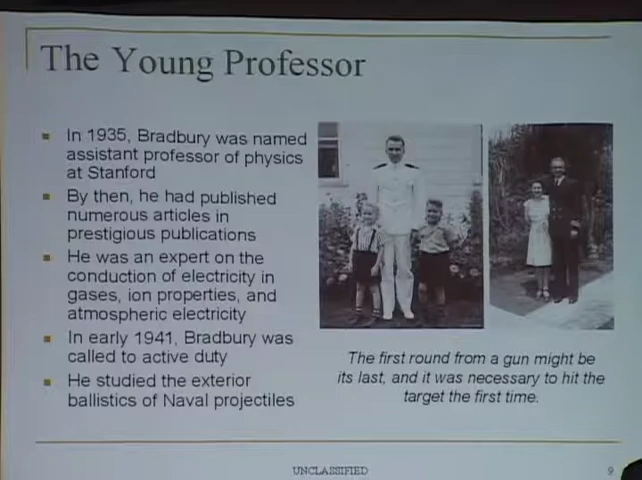 The Young Professor
In 1935, Bradbury was named
assistant professor of physics
at Stanford
By then, he had published
numerous articles in
prestigious publications
He was an expert on the
conduction of electricity in
gases, ion properties, and
atmospheric electricity
In early 1941, Bradbury was
called to active duty
He studied the exterior
ballistics of Naval projectiles
The first round from a gun might be
its last, and it was necessary to hit the
target the first time.
UNCLASSIFIED
9